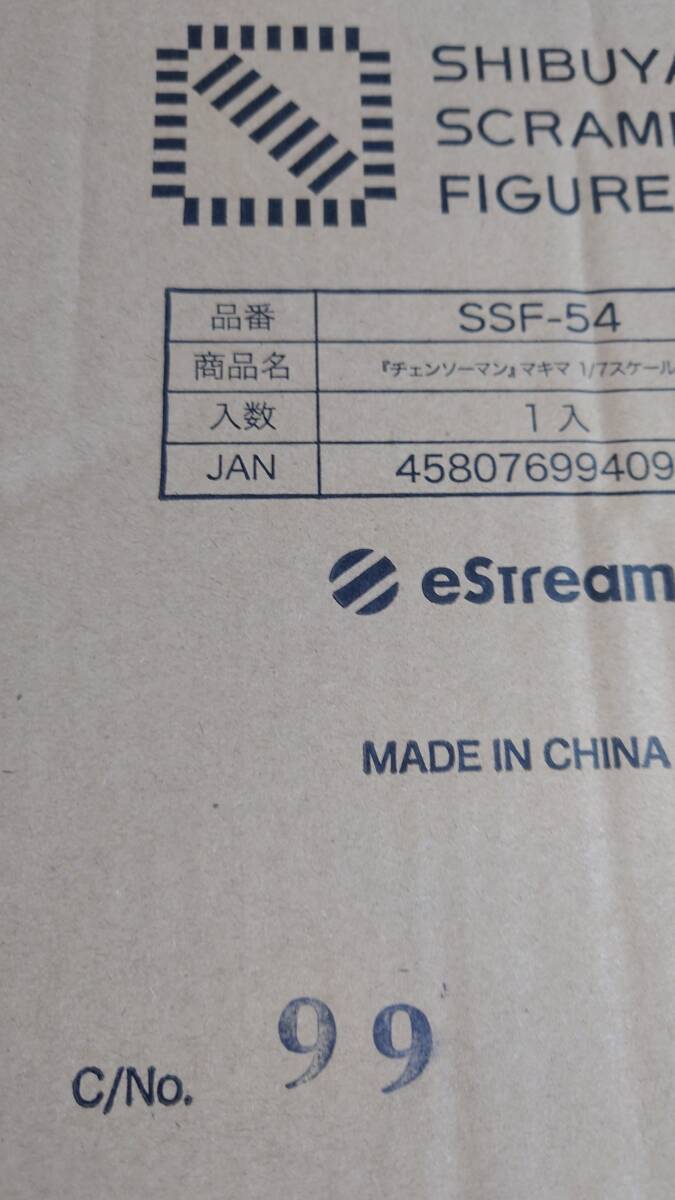 SHIBUYA
SCRAM
FIGURE
品番 SSF-54
商品名 『チェンソーマン』マキマ 1/7スケール
入数 1入
JAN 45807699409
eStream
MADE IN CHINA
C/No. 99